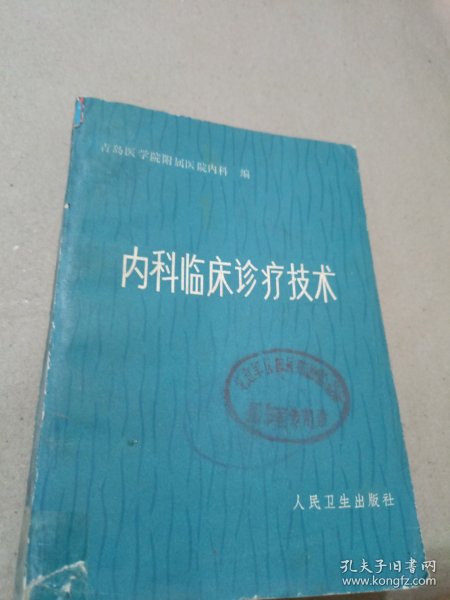 青岛医学院附属医院内科 编
内科临床诊疗技术
人民卫生出版社
孔夫子旧书网
www.kongfz.com